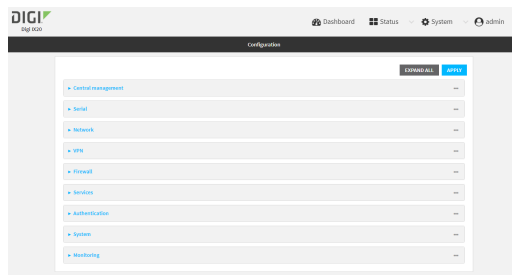 DIGI
Digi IX20
Dashboard Status System admin
Configuration
EXPAND ALL APPLY
Central management
Serial
Network
VPN
Firewall
Services
Authentication
System
Monitoring